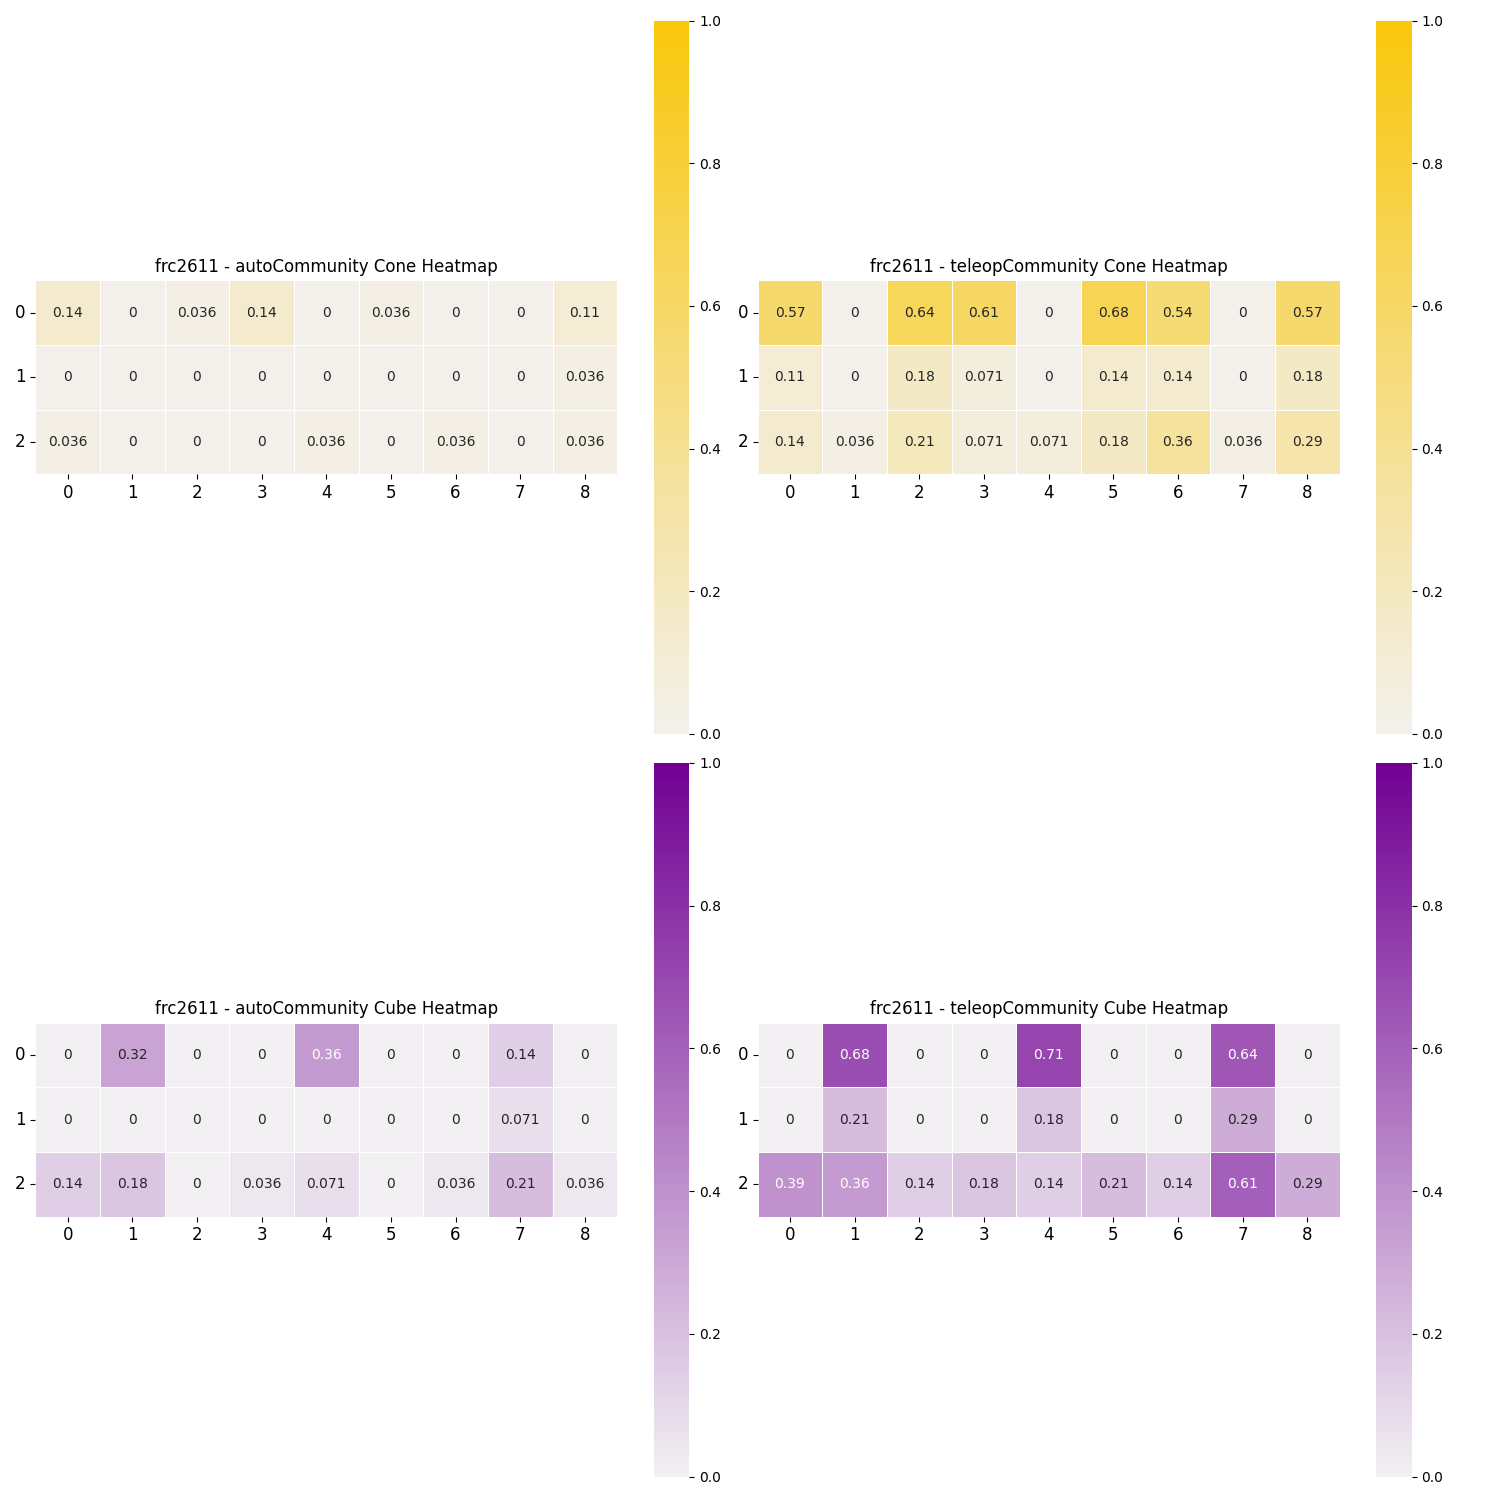 frc2611 - autoCommunity Cone Heatmap
0 0.14 0 0.036 0.14 0 0.036 0 0 0.11
1 0 0 0 0 0 0 0 0 0.036
2 0.036 0 0 0 0.036 0 0.036 0 0.036
0 1 2 3 4 5 6 7 8
1.0
0.8
0.6
0.4
0.2
0.0
frc2611 - teleopCommunity Cone Heatmap
0 0.57 0 0.64 0.61 0 0.68 0.54 0 0.57
1 0.11 0 0.18 0.071 0 0.14 0.14 0 0.18
2 0.14 0.036 0.21 0.071 0.071 0.18 0.36 0.036 0.29
0 1 2 3 4 5 6 7 8
1.0
0.8
0.6
0.4
0.2
0.0
frc2611 - autoCommunity Cube Heatmap
0 0 0.32 0 0 0.36 0 0 0.14 0
1 0 0 0 0 0 0 0 0.071 0
2 0.14 0.18 0 0.036 0.071 0 0.036 0.21 0.036
0 1 2 3 4 5 6 7 8
1.0
0.8
0.6
0.4
0.2
0.0
frc2611 - teleopCommunity Cube Heatmap
0 0 0.68 0 0 0.71 0 0 0.64 0
1 0 0.21 0 0 0.18 0 0 0.29 0
2 0.39 0.36 0.14 0.18 0.14 0.21 0.14 0.61 0.29
0 1 2 3 4 5 6 7 8
1.0
0.8
0.6
0.4
0.2
0.0